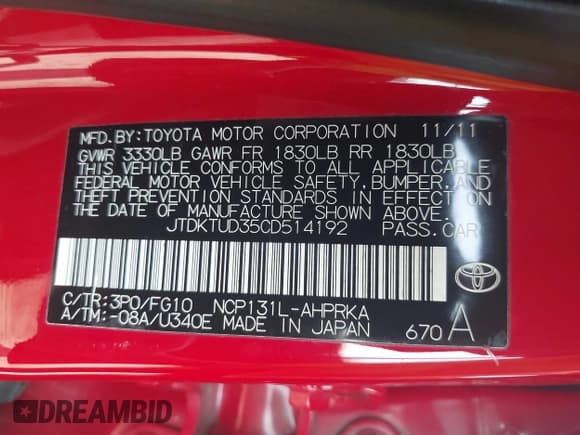 MFD.BY:TOYOTA MOTOR CORPORATION 11/11
GVWR 3330LB GAWR FR 1830LB RR 1830LB
THIS VEHICLE CONFORMS TO ALL APPLICABLE
FEDERAL MOTOR VEHICLE SAFETY, BUMPER, AND
THEFT PREVENTION STANDARDS IN EFFECT ON
THE DATE OF MANUFACTURE SHOWN ABOVE.
JTDKTUD35CD514192 PASS.CAR
C/TR:3P0/FG10 NCP131L-AHPRKA
A/TM:-08A/U340E MADE IN JAPAN 670 A
DREAMBID